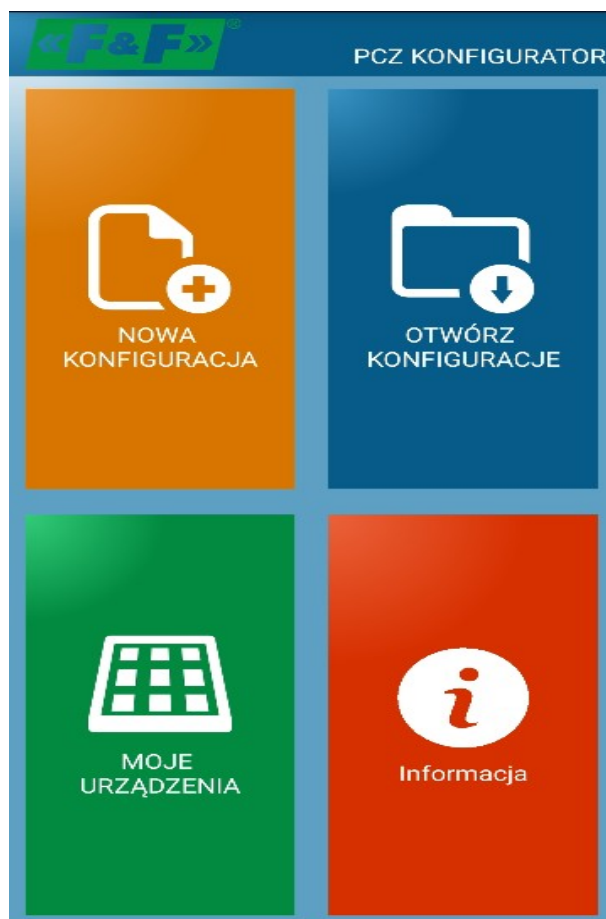 «F&F»®
PCZ KONFIGURATOR
NOWA
KONFIGURACJA
OTWÓRZ
KONFIGURACJE
MOJE
URZĄDZENIA
Informacja